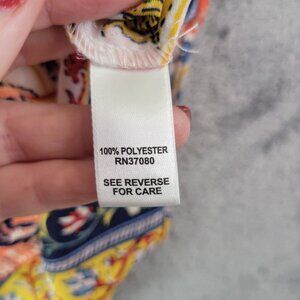 100% POLYESTER
RN37080
SEE REVERSE
FOR CARE